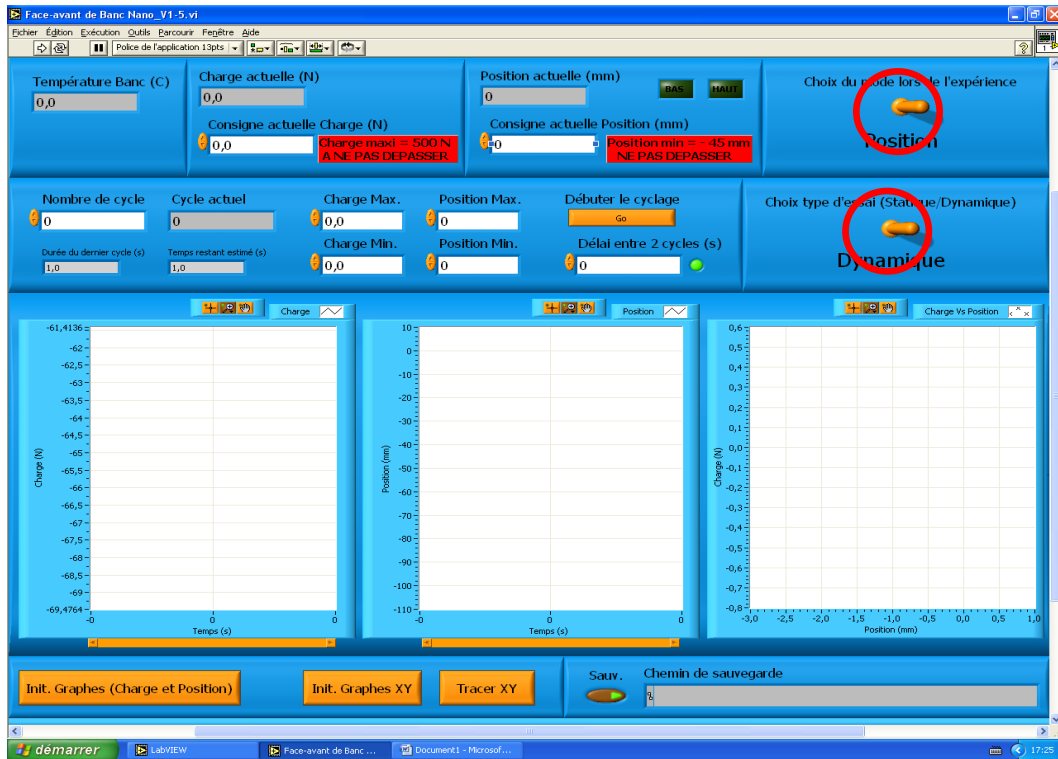 Face-avant de Banc Nano_V1-5.vi
Fichier Édition Exécution Outils Parcourir Fenêtre Aide
Police de l'application 13pts
? 1
Température Banc (C)
0,0
Charge actuelle (N)
0,0
Consigne actuelle Charge (N)
0,0
Charge maxi = 500 N
A NE PAS DEPASSER
Position actuelle (mm)
0
BAS HAUT
Consigne actuelle Position (mm)
0
Position min = - 45 mm
NE PAS DEPASSER
Choix du mode lors de l'expérience
Position
Nombre de cycle
0
Cycle actuel
0
Durée du dernier cycle (s)
1,0
Temps restant estimé (s)
1,0
Charge Max.
0,0
Position Max.
0
Charge Min.
0,0
Position Min.
0
Débuter le cyclage
Go
Délai entre 2 cycles (s)
0
Choix type d'essai (Statique/Dynamique)
Dynamique
Charge
-61,4136
-62
-62,5
-63
-63,5
-64
-64,5
-65
-65,5
-66
-66,5
-67
-67,5
-68
-68,5
-69
-69,4764
Charge (N)
-0 0 0
Temps (s)
Position
10
0
-10
-20
-30
-40
-50
-60
-70
-80
-90
-100
-110
Position (mm)
-0 0 0
Temps (s)
Charge Vs Position
0,6
0,5
0,4
0,3
0,2
0,1
0,0
-0,1
-0,2
-0,3
-0,4
-0,5
-0,6
-0,7
-0,8
Charge (N)
-3,0 -2,5 -2,0 -1,5 -1,0 -0,5 0,0 0,5 1,0
Position (mm)
Init. Graphes (Charge et Position)
Init. Graphes XY
Tracer XY
Sauv.
Chemin de sauvegarde
démarrer
LabVIEW
Face-avant de Banc ...
Document1 - Microsof...
17:25